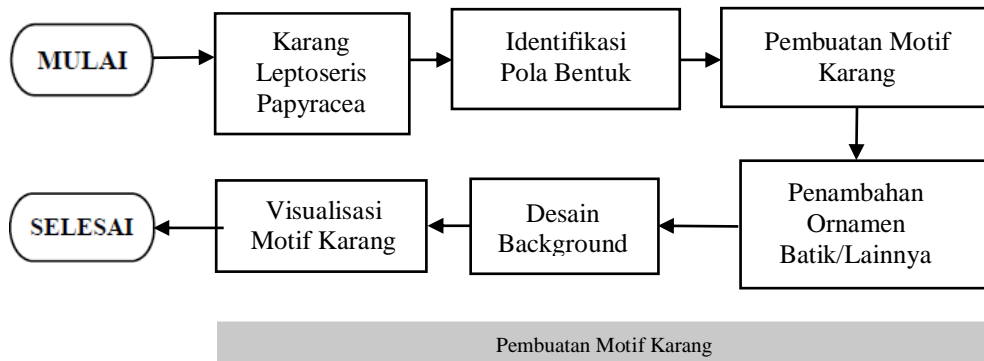 MULAI
Karang
Leptoseris
Papyracea
Identifikasi
Pola Bentuk
Pembuatan Motif
Karang
Penambahan
Ornamen
Batik/Lainnya
Desain
Background
Visualisasi
Motif Karang
SELESAI
Pembuatan Motif Karang